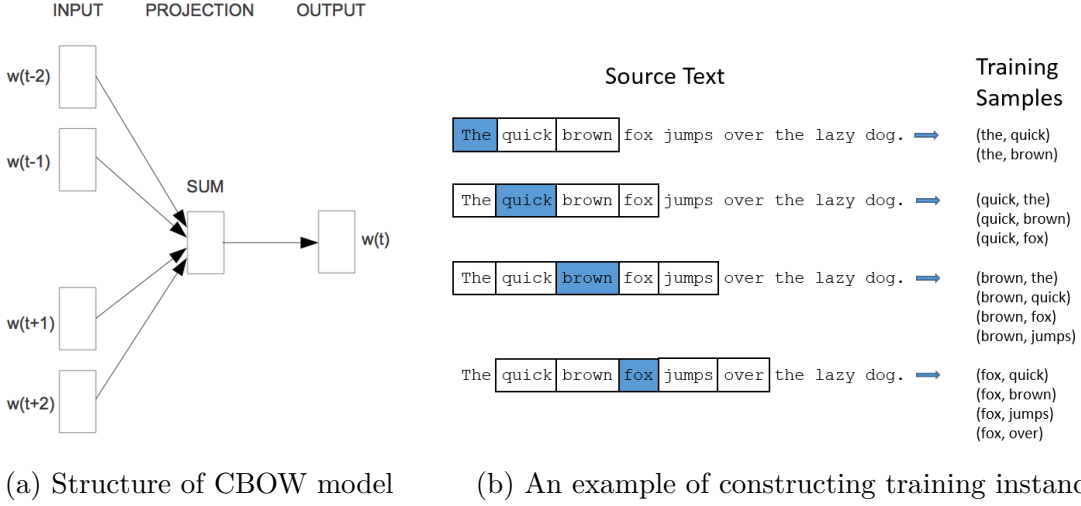 INPUT PROJECTION OUTPUT
w(t-2)
w(t-1)
SUM
w(t)
w(t+1)
w(t+2)
(a) Structure of CBOW model
Source Text
Training
Samples
The quick brown fox jumps over the lazy dog.
(the, quick)
(the, brown)
The quick brown fox jumps over the lazy dog.
(quick, the)
(quick, brown)
(quick, fox)
The quick brown fox jumps over the lazy dog.
(brown, the)
(brown, quick)
(brown, fox)
(brown, jumps)
The quick brown fox jumps over the lazy dog.
(fox, quick)
(fox, brown)
(fox, jumps)
(fox, over)
(b) An example of constructing training instanc